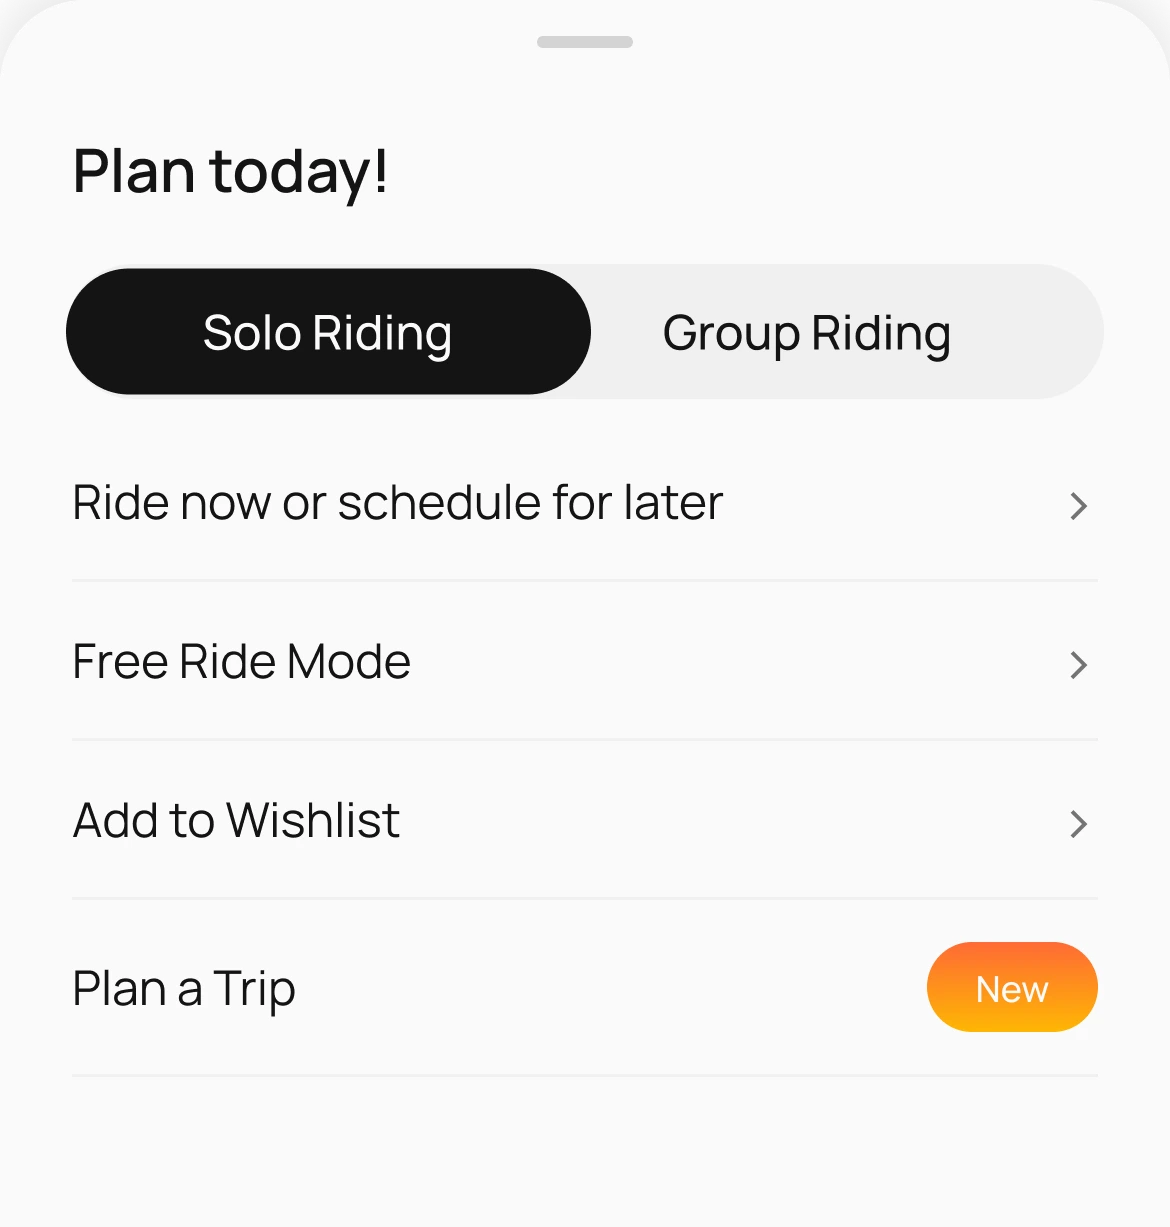 Plan today!
Solo Riding
Group Riding
Ride now or schedule for later
Free Ride Mode
Add to Wishlist
Plan a Trip
New